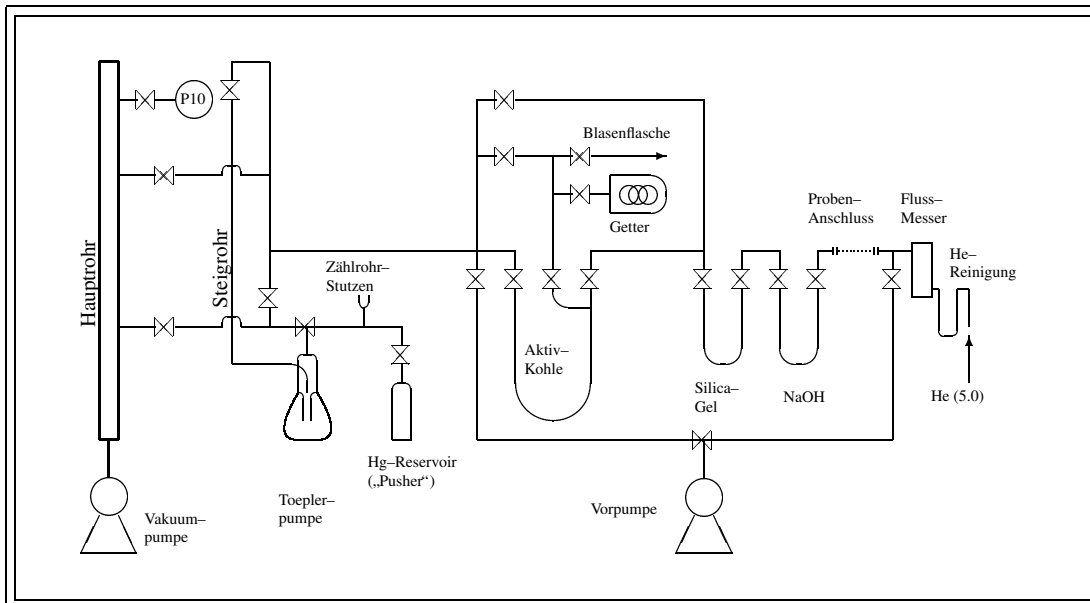 P10
Blasenflasche
Getter
Proben–
Anschluss
Fluss–
Messer
He–
Reinigung
Hauptrohr
Steigrohr
Zählrohr–
Stutzen
Aktiv–
Kohle
Silica–
Gel
NaOH
He (5.0)
Hg–Reservoir
(„Pusher“)
Toepler–
pumpe
Vakuum–
pumpe
Vorpumpe